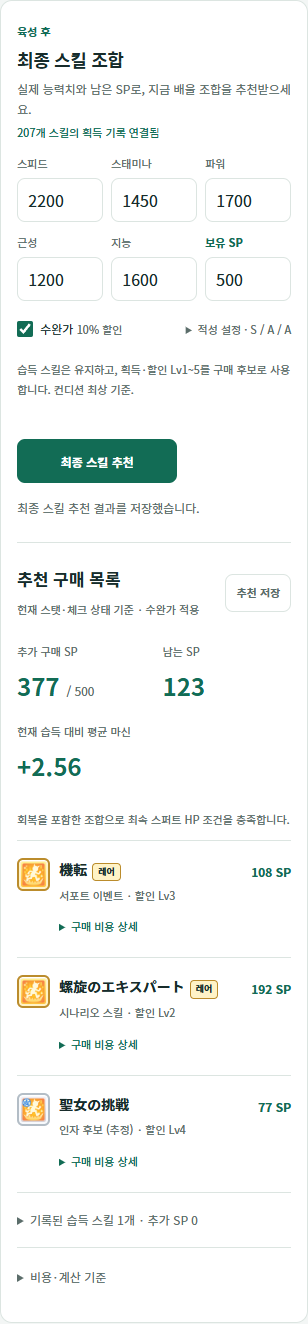 육성 후
최종 스킬 조합
실제 능력치와 남은 SP로, 지금 배울 조합을 추천받으세
요.
207개 스킬의 획득 기록 연결됨
스피드 스태미나 파워
2200 1450 1700
근성 지능 보유 SP
1200 1600 500
수완가 10% 할인 ▶ 적성 설정 · S / A / A
습득 스킬은 유지하고, 획득·할인 Lv1~5를 구매 후보로 사용
합니다. 컨디션 최상 기준.
최종 스킬 추천
최종 스킬 추천 결과를 저장했습니다.
추천 구매 목록
추천 저장
현재 스탯·체크 상태 기준 · 수완가 적용
추가 구매 SP 남는 SP
377 / 500 123
현재 습득 대비 평균 마신
+2.56
회복을 포함한 조합으로 최속 스퍼트 HP 조건을 충족합니다.
機転 레어 108 SP
서포트 이벤트 · 할인 Lv3
▶ 구매 비용 상세
螺旋のエキスパート 레어 192 SP
시나리오 스킬 · 할인 Lv2
▶ 구매 비용 상세
聖女の挑戦 77 SP
인자 후보 (추정) · 할인 Lv4
▶ 구매 비용 상세
▶ 기록된 습득 스킬 1개 · 추가 SP 0
▶ 비용·계산 기준